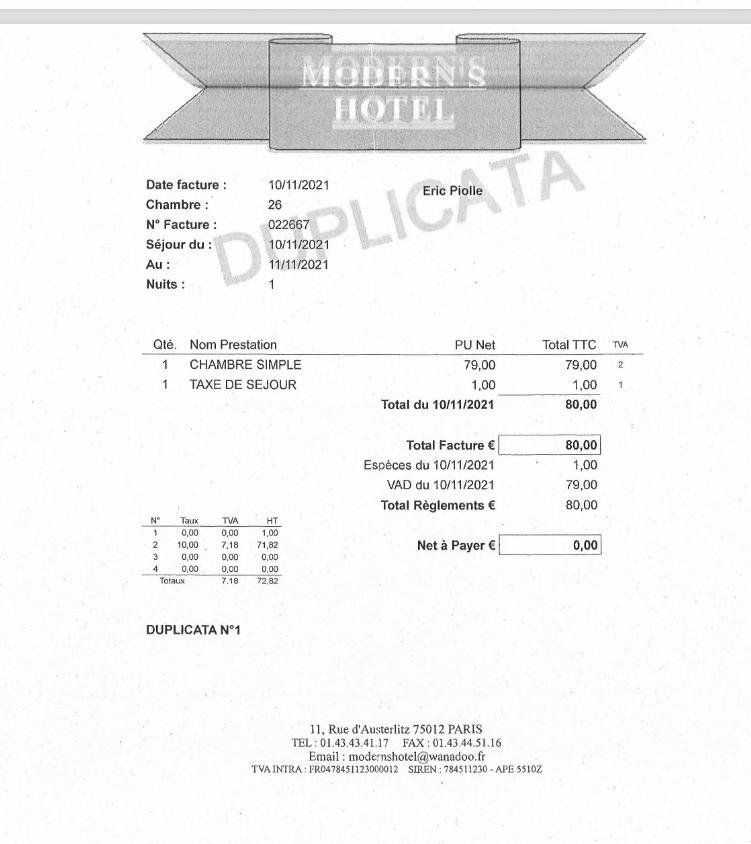 MODERN'S
HOTEL
DUPLICATA
Date facture : 10/11/2021
Eric Piolle
Chambre : 26
N° Facture : 022667
Séjour du : 10/11/2021
Au : 11/11/2021
Nuits : 1
Qté. Nom Prestation PU Net Total TTC TVA
1 CHAMBRE SIMPLE 79,00 79,00 2
1 TAXE DE SEJOUR 1,00 1,00 1
Total du 10/11/2021 80,00
Total Facture € 80,00
Espèces du 10/11/2021 1,00
VAD du 10/11/2021 79,00
Total Règlements € 80,00
Net à Payer € 0,00
N° Taux TVA HT
1 0,00 0,00 1,00
2 10,00 7,18 71,82
3 0,00 0,00 0,00
4 0,00 0,00 0,00
Totaux 7,18 72,82
DUPLICATA N°1
11, Rue d'Austerlitz 75012 PARIS
TEL : 01.43.43.41.17 FAX : 01.43.44.51.16
Email : modernshotel@wanadoo.fr
TVA INTRA : FR0478451123000012 SIREN : 784511230 - APE 5510Z